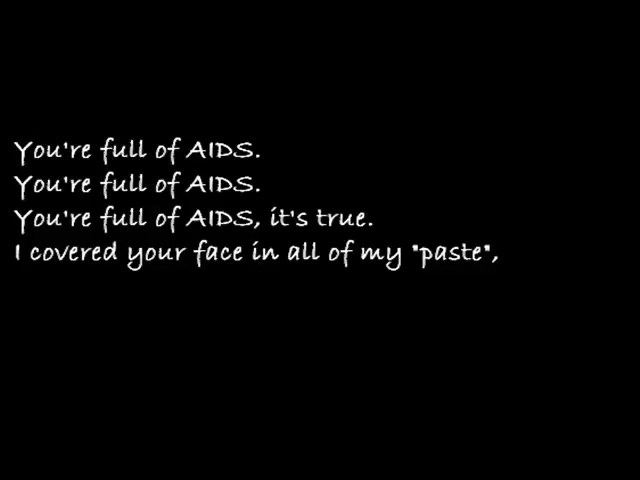 You're full of AIDS.
You're full of AIDS.
You're full of AIDS, it's true.
I covered your face in all of my "paste",